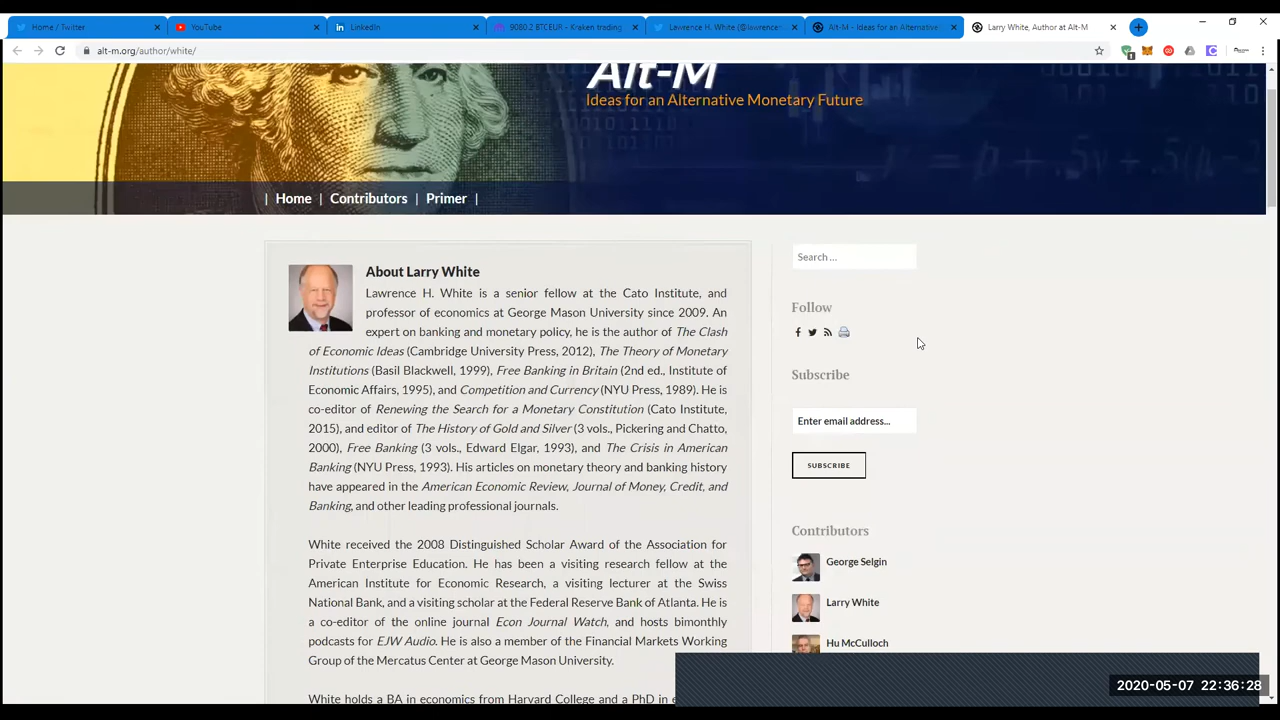 Home / Twitter
YouTube
LinkedIn
9080.2 BTCEUR - Kraken trading
Lawrence H. White (@lawrence
Alt-M - Ideas for an Alternative
Larry White, Author at Alt-M
alt-m.org/author/white/
Alt-M
Ideas for an Alternative Monetary Future
| Home | Contributors | Primer |
About Larry White
Lawrence H. White is a senior fellow at the Cato Institute, and
professor of economics at George Mason University since 2009. An
expert on banking and monetary policy, he is the author of The Clash
of Economic Ideas (Cambridge University Press, 2012), The Theory of Monetary
Institutions (Basil Blackwell, 1999), Free Banking in Britain (2nd ed., Institute of
Economic Affairs, 1995), and Competition and Currency (NYU Press, 1989). He is
co-editor of Renewing the Search for a Monetary Constitution (Cato Institute,
2015), and editor of The History of Gold and Silver (3 vols., Pickering and Chatto,
2000), Free Banking (3 vols., Edward Elgar, 1993), and The Crisis in American
Banking (NYU Press, 1993). His articles on monetary theory and banking history
have appeared in the American Economic Review, Journal of Money, Credit, and
Banking, and other leading professional journals.
White received the 2008 Distinguished Scholar Award of the Association for
Private Enterprise Education. He has been a visiting research fellow at the
American Institute for Economic Research, a visiting lecturer at the Swiss
National Bank, and a visiting scholar at the Federal Reserve Bank of Atlanta. He is
a co-editor of the online journal Econ Journal Watch, and hosts bimonthly
podcasts for EJW Audio. He is also a member of the Financial Markets Working
Group of the Mercatus Center at George Mason University.
White holds a BA in economics from Harvard College and a PhD in
Search ...
Follow
Subscribe
Enter email address...
SUBSCRIBE
Contributors
George Selgin
Larry White
Hu McCulloch
2020-05-07 22:36:28